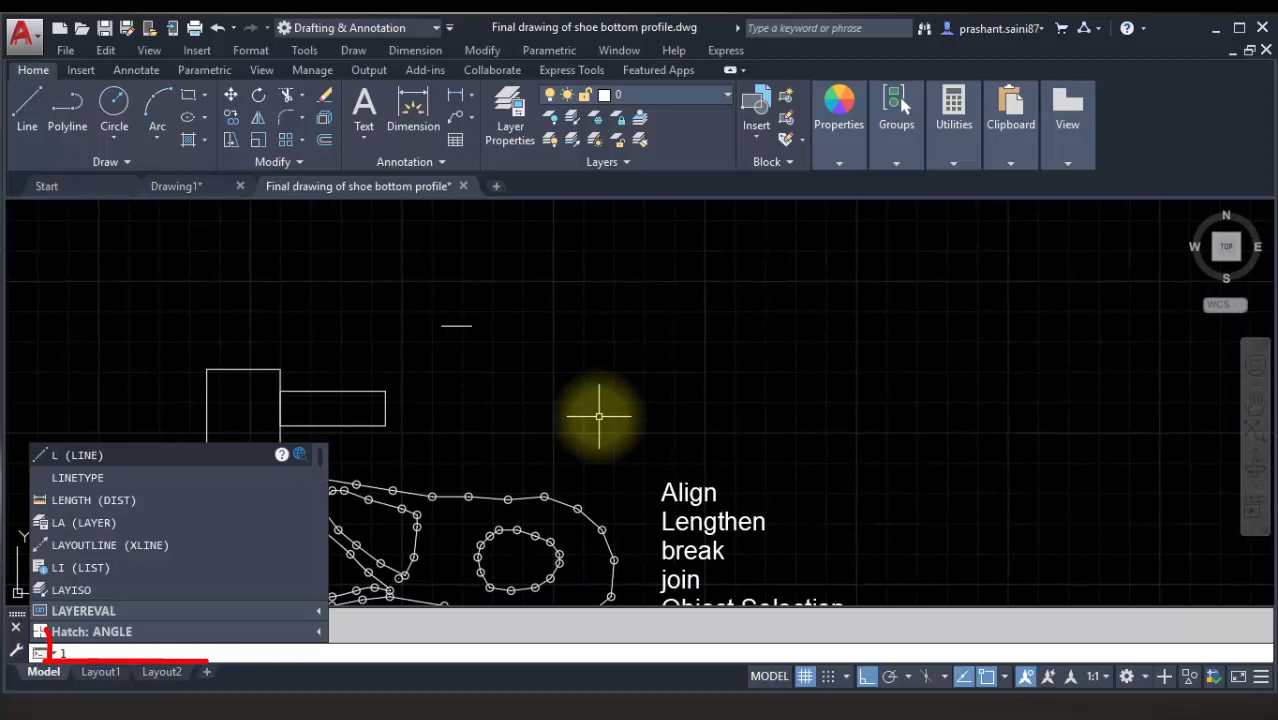 Drafting & Annotation
Final drawing of shoe bottom profile.dwg
Type a keyword or phrase
prashant.saini87
File Edit View Insert Format Tools Draw Dimension Modify Parametric Window Help Express
Home Insert Annotate Parametric View Manage Output Add-ins Collaborate Express Tools Featured Apps
0
Line Polyline Circle Arc Text Dimension Layer Properties Insert Properties Groups Utilities Clipboard View
Draw Modify Annotation Layers Block
Start Drawing1* Final drawing of shoe bottom profile*
N
W TOP E
S
WCS
L (LINE)
LINETYPE
LENGTH (DIST)
LA (LAYER)
LAYOUTLINE (XLINE)
LI (LIST)
LAYISO
LAYEREVAL
Hatch: ANGLE
Y
Align
Lengthen
break
join
Object Selection
l
Model Layout1 Layout2
MODEL 1:1